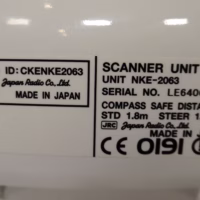 ID: CKENKE2063
Japan Radio Co., Ltd.
MADE IN JAPAN
SCANNER UNIT
UNIT NKE-2063
SERIAL NO. LE640
COMPASS SAFE DISTA
STD 1.8m STEER 1.
JRC Japan Radio Co., Ltd.
MADE IN
CE 0191